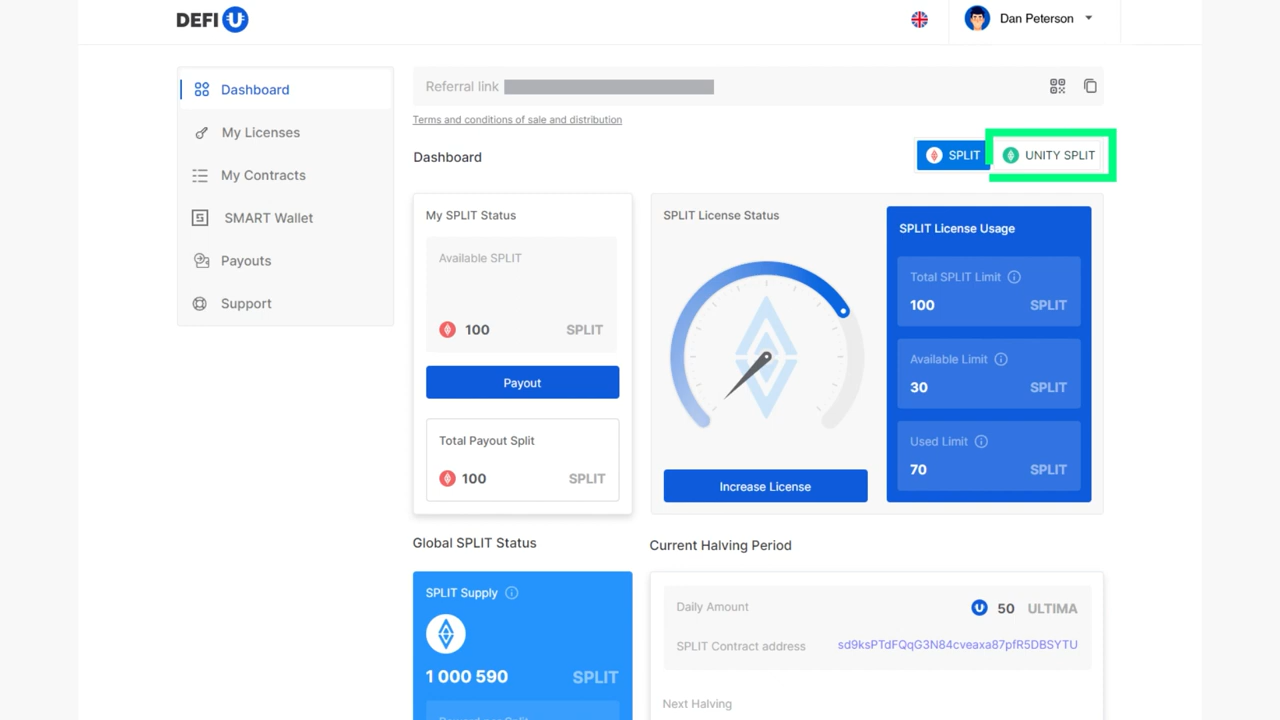 DEFI U
Dan Peterson
Dashboard
My Licenses
My Contracts
SMART Wallet
Payouts
Support
Referral link
Terms and conditions of sale and distribution
Dashboard
SPLIT
UNITY SPLIT
My SPLIT Status
Available SPLIT
100 SPLIT
Payout
Total Payout Split
100 SPLIT
SPLIT License Status
Increase License
SPLIT License Usage
Total SPLIT Limit
100 SPLIT
Available Limit
30 SPLIT
Used Limit
70 SPLIT
Global SPLIT Status
SPLIT Supply
1 000 590 SPLIT
Current Halving Period
Daily Amount 50 ULTIMA
SPLIT Contract address sd9ksPTdFQqG3N84cveaxa87pfR5DBSYTU
Next Halving